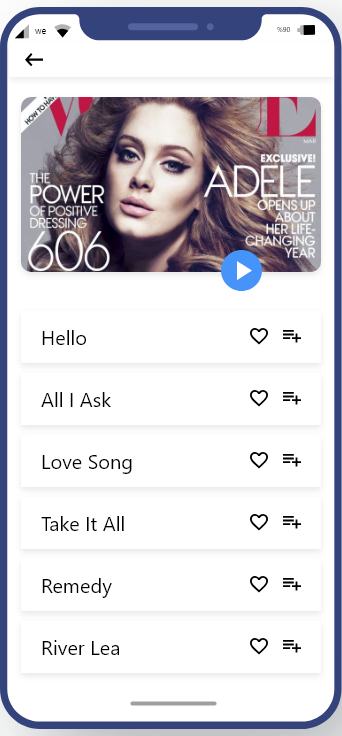 we
%90
HOW TO HAV
MAR
EXCLUSIVE!
ADELE
OPENS UP
ABOUT
HER LIFE-
CHANGING
YEAR
THE
POWER
OF POSITIVE
DRESSING
606
Hello
All I Ask
Love Song
Take It All
Remedy
River Lea